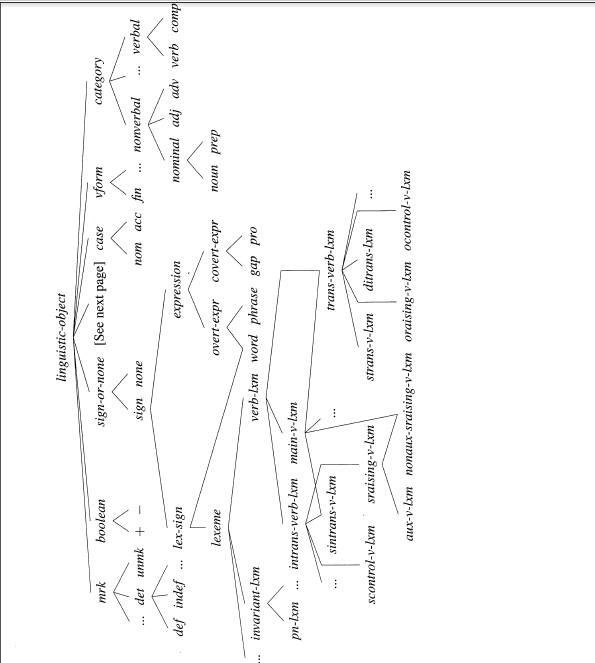 linguistic-object
mrk boolean sign-or-none [See next page] case vform category
... det unmk + − sign none nom acc fin ... nonverbal ... verbal
def indef ... lex-sign expression nominal adj adv verb comp
lexeme overt-expr covert-expr noun prep
... invariant-lxm verb-lxm word phrase gap pro
pn-lxm ... intrans-verb-lxm main-v-lxm trans-verb-lxm
... sintrans-v-lxm ... strans-v-lxm ditrans-lxm ...
scontrol-v-lxm sraising-v-lxm
aux-v-lxm nonaux-sraising-v-lxm oraising-v-lxm ocontrol-v-lxm